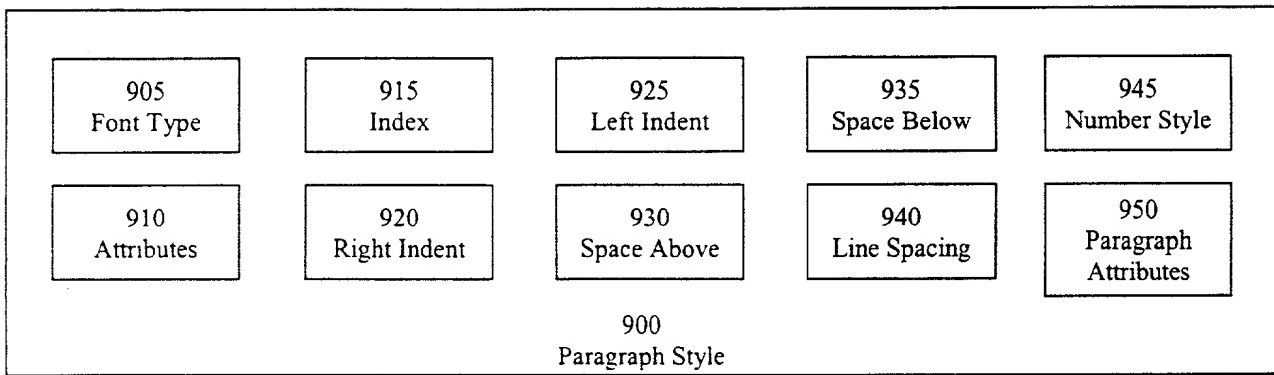 905
Font Type
915
Index
925
Left Indent
935
Space Below
945
Number Style
910
Attributes
920
Right Indent
930
Space Above
940
Line Spacing
950
Paragraph
Attributes
900
Paragraph Style